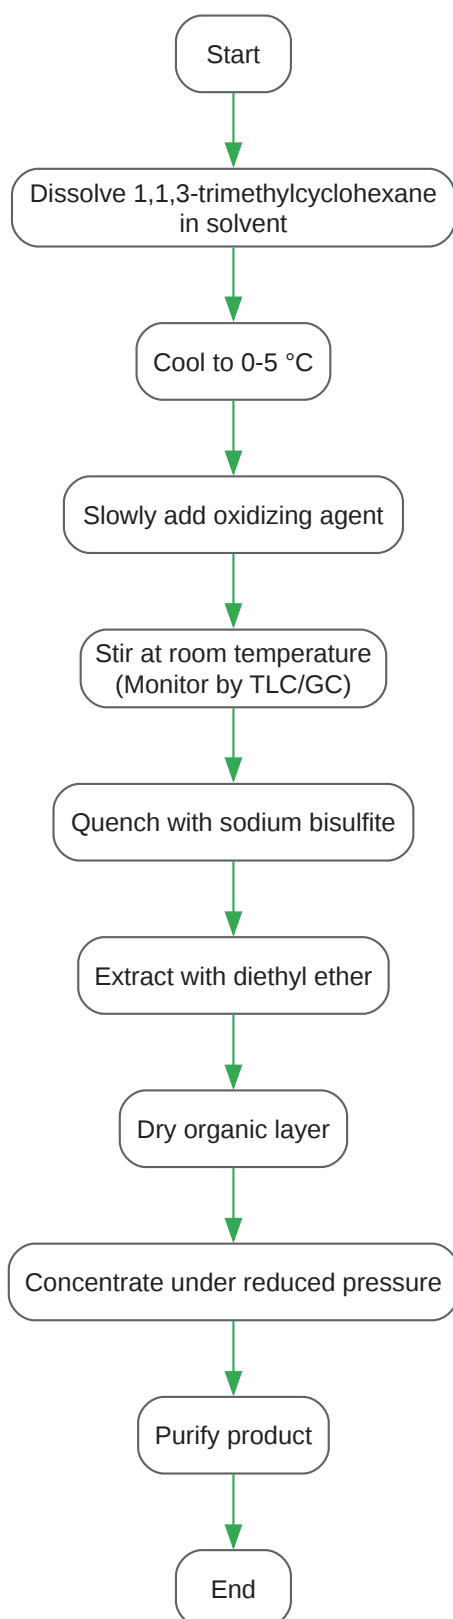 Start
Dissolve 1,1,3-trimethylcyclohexane
in solvent
Cool to 0-5 °C
Slowly add oxidizing agent
Stir at room temperature
(Monitor by TLC/GC)
Quench with sodium bisulfite
Extract with diethyl ether
Dry organic layer
Concentrate under reduced pressure
Purify product
End